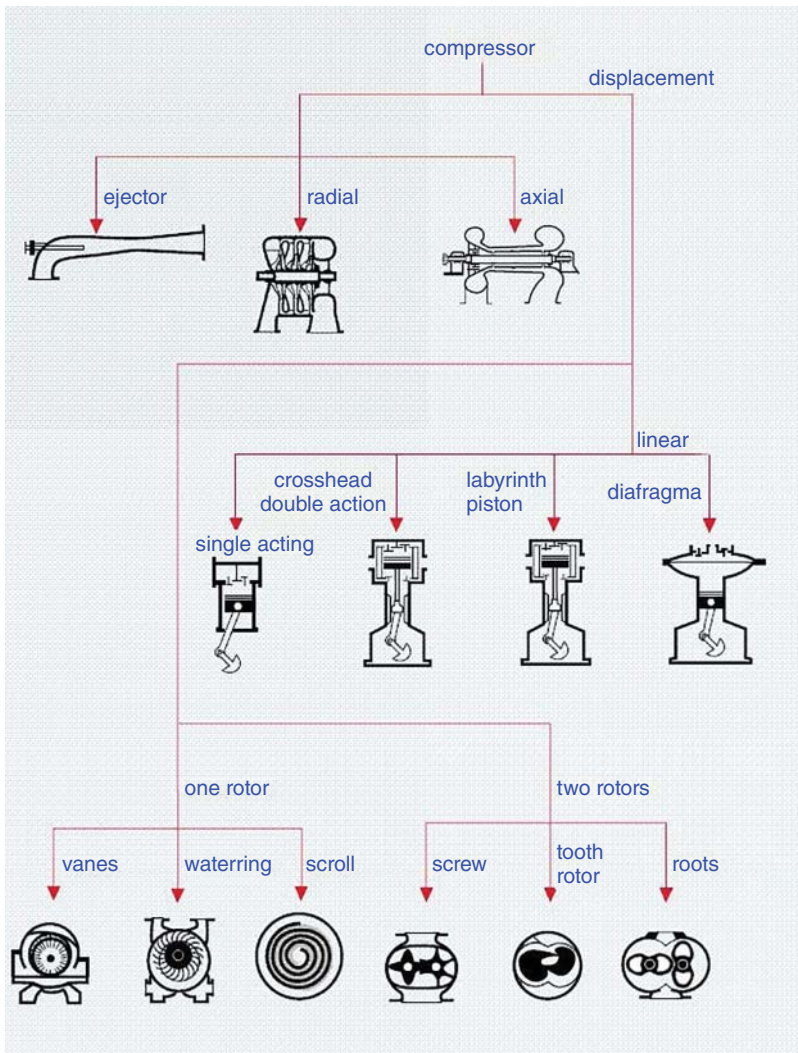 compressor
displacement
ejector
radial
axial
linear
crosshead
double action
labyrinth
piston
diafragma
single acting
one rotor
two rotors
vanes
waterring
scroll
screw
tooth
rotor
roots